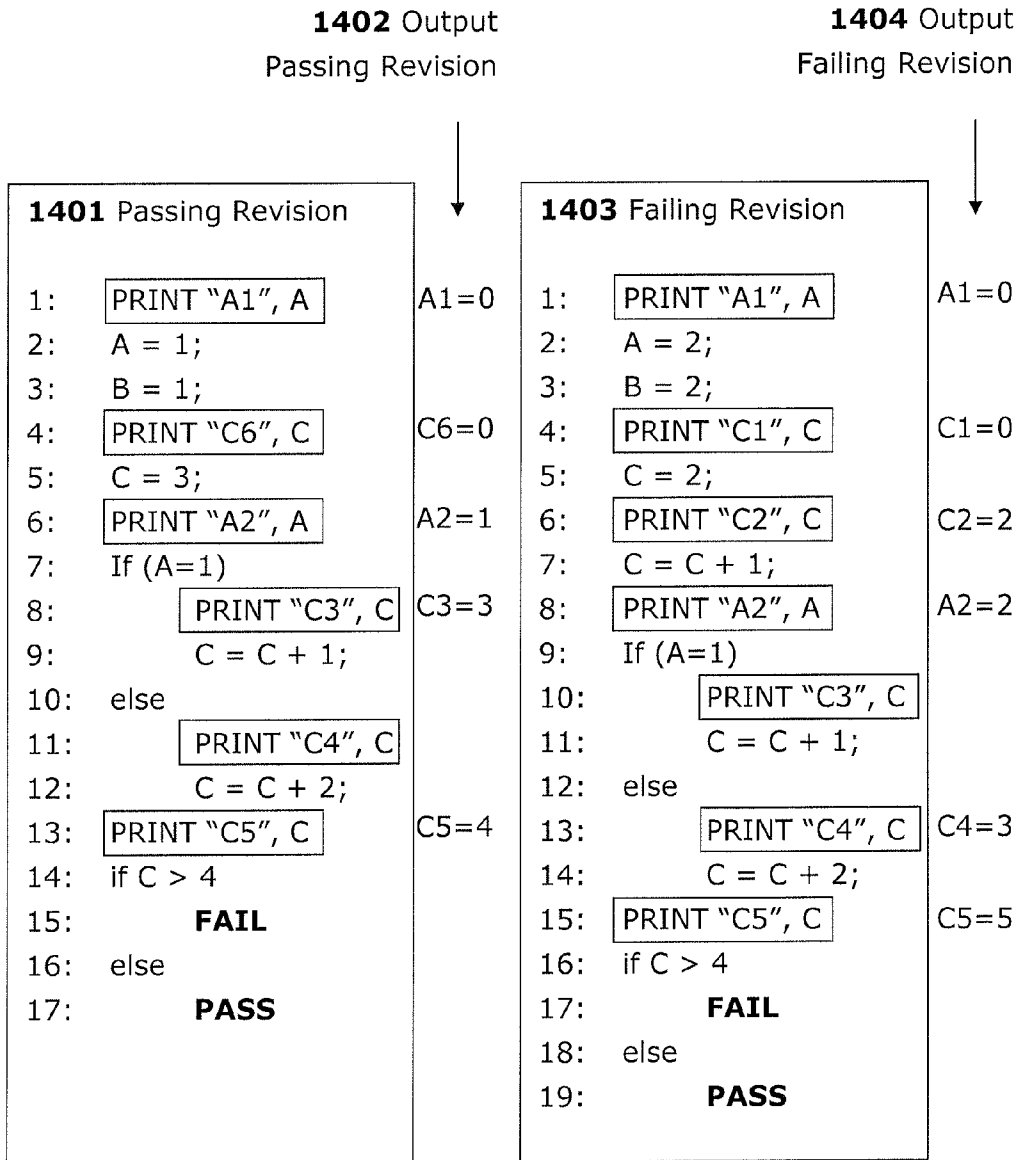 1402 Output
Passing Revision
1404 Output
Failing Revision
1401 Passing Revision
1: PRINT “A1”, A A1=0
2: A = 1;
3: B = 1;
4: PRINT “C6”, C C6=0
5: C = 3;
6: PRINT “A2”, A A2=1
7: If (A=1)
8: PRINT “C3”, C C3=3
9: C = C + 1;
10: else
11: PRINT “C4”, C
12: C = C + 2;
13: PRINT “C5”, C C5=4
14: if C > 4
15: FAIL
16: else
17: PASS
1403 Failing Revision
1: PRINT “A1”, A A1=0
2: A = 2;
3: B = 2;
4: PRINT “C1”, C C1=0
5: C = 2;
6: PRINT “C2”, C C2=2
7: C = C + 1;
8: PRINT “A2”, A A2=2
9: If (A=1)
10: PRINT “C3”, C
11: C = C + 1;
12: else
13: PRINT “C4”, C C4=3
14: C = C + 2;
15: PRINT “C5”, C C5=5
16: if C > 4
17: FAIL
18: else
19: PASS